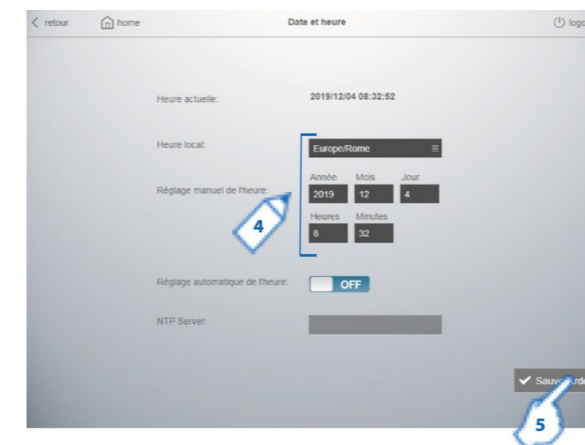 retour home Date et heure
Heure actuelle: 2019/12/04 08:32:52
Heure local: Europe/Rome
Réglage manuel de l'heure:
Année Mois Jour
2019 12 4
4
Heures Minutes
8 32
Réglage automatique de l'heure: OFF
NTP Server:
5